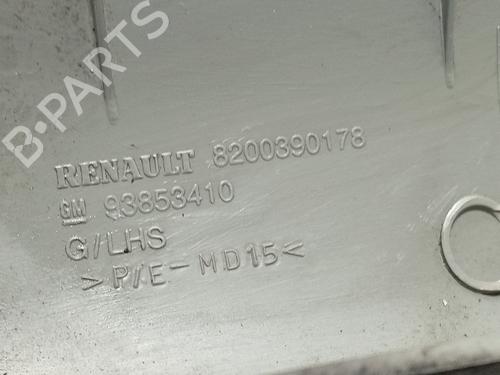 B-PARTS
RENAULT 8200390178
GM 93853410
G/LHS
>P/E-MD15<